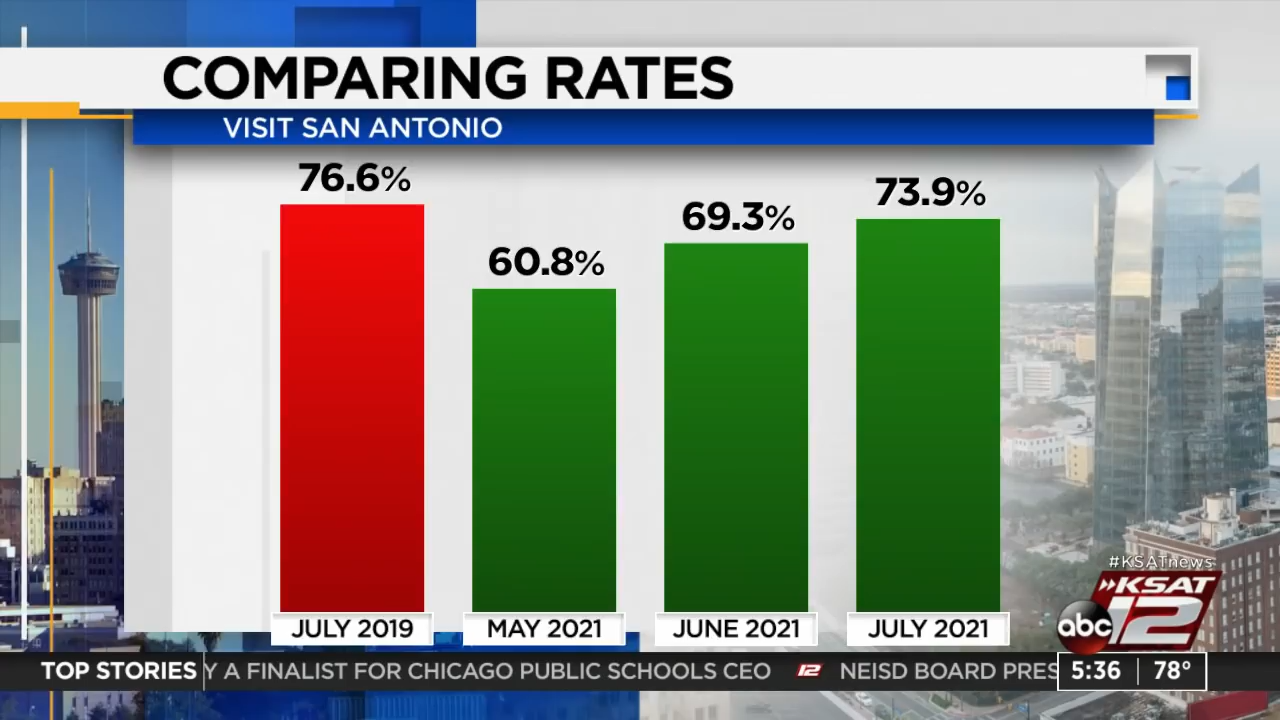 COMPARING RATES
VISIT SAN ANTONIO
76.6%
60.8%
69.3%
73.9%
JULY 2019
MAY 2021
JUNE 2021
JULY 2021
#KSATnews
KSAT
abc
12
TOP STORIES
Y A FINALIST FOR CHICAGO PUBLIC SCHOOLS CEO
12
NEISD BOARD PRES
5:36
78°